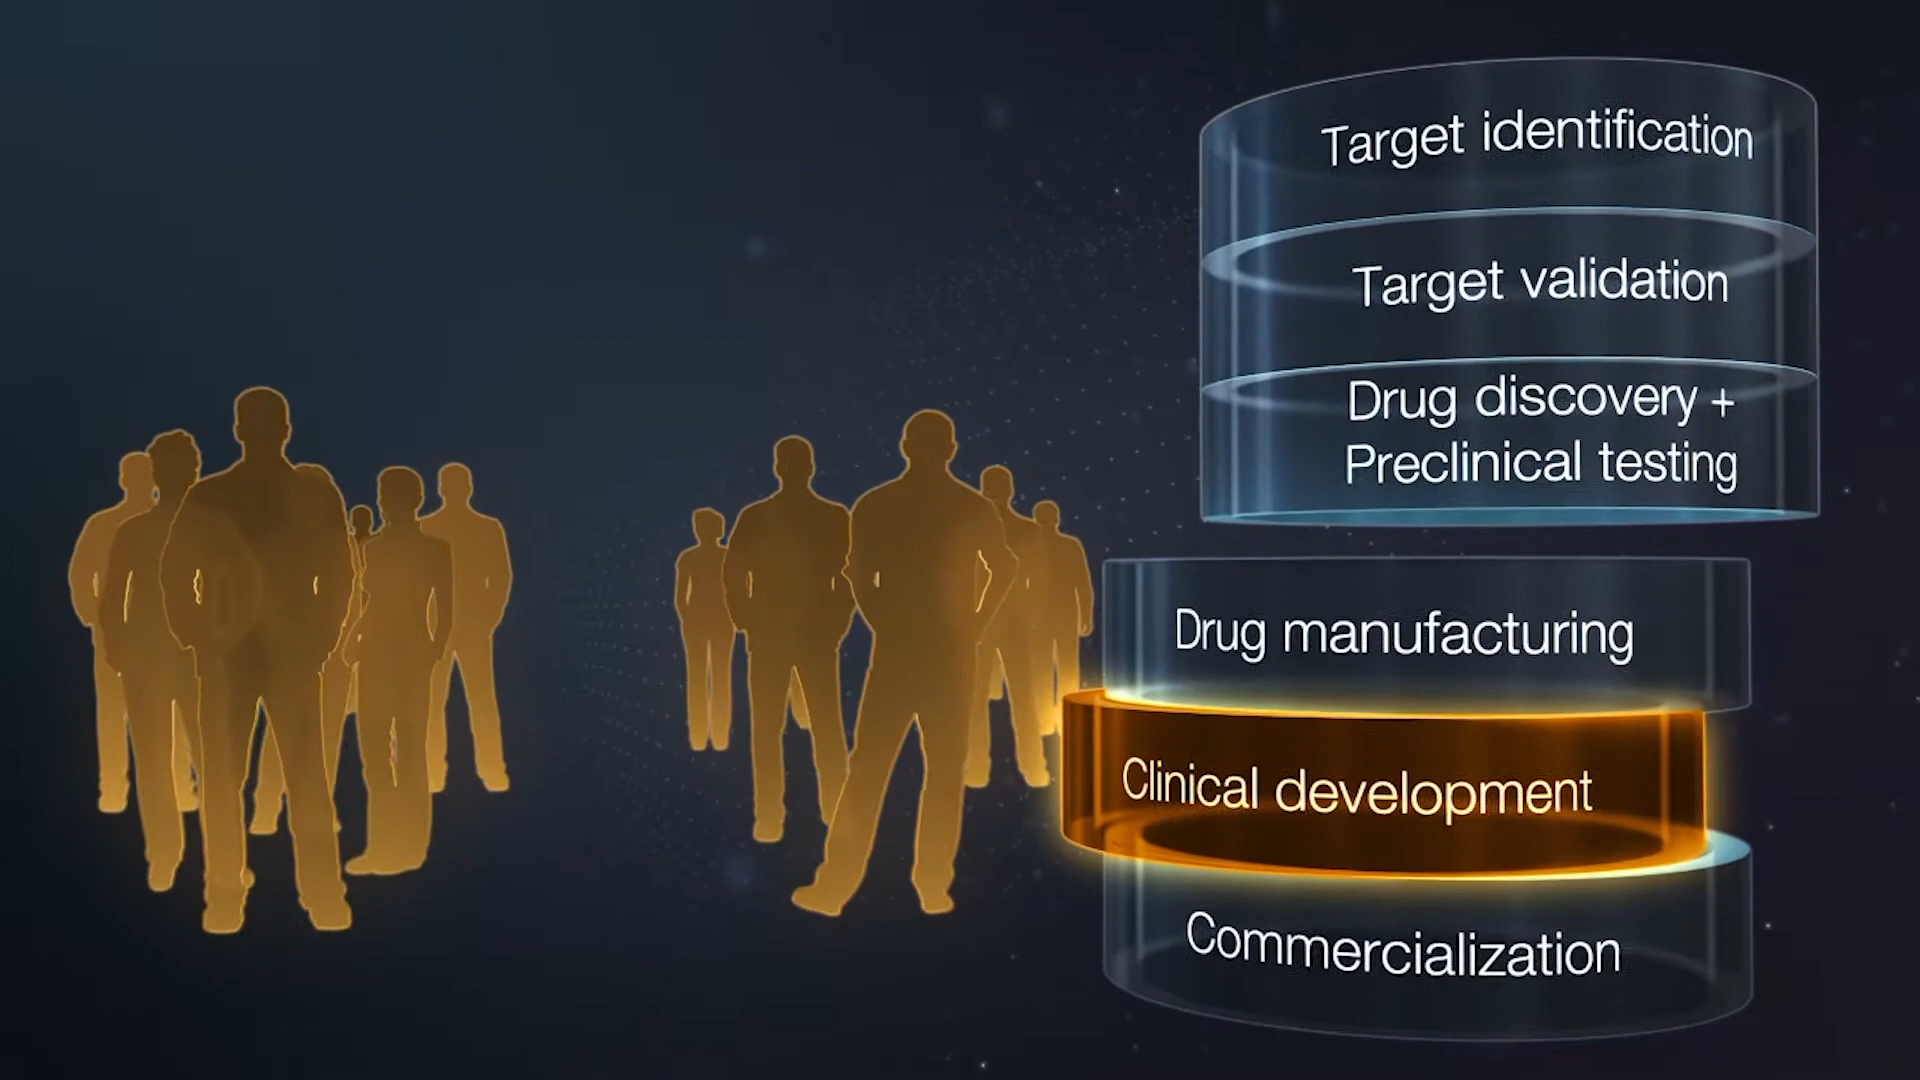 Target identification
Target validation
Drug discovery +
Preclinical testing
Drug manufacturing
Clinical development
Commercialization